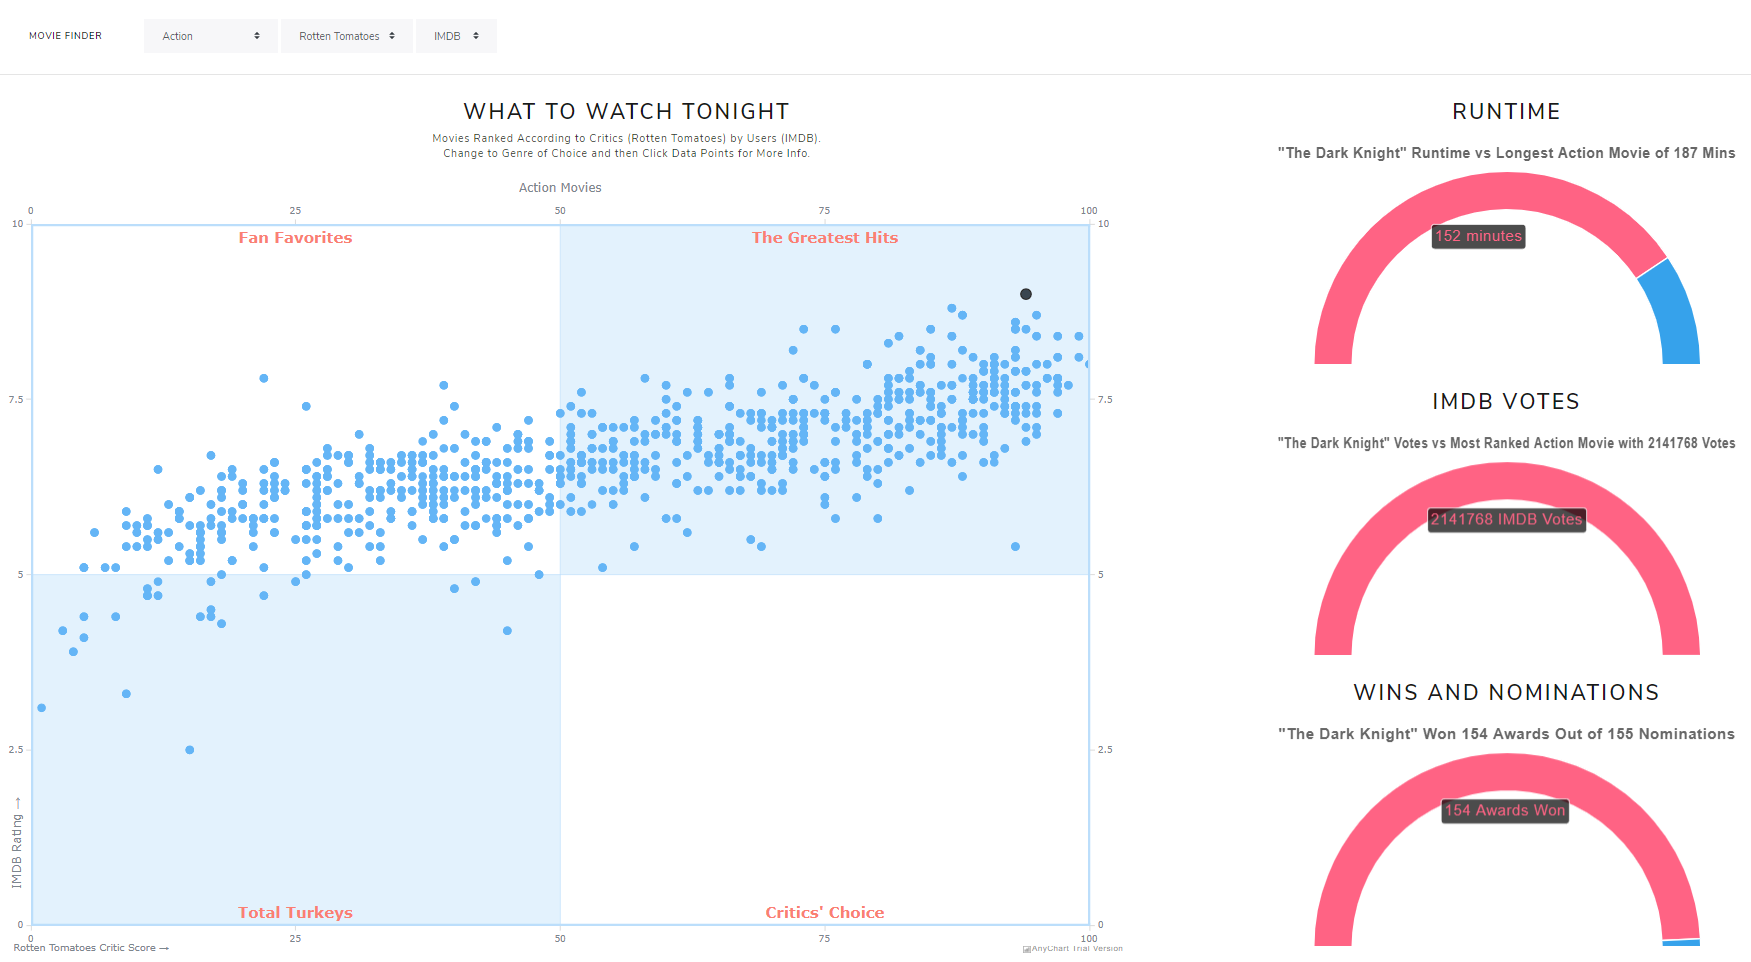 MOVIE FINDER
Action
Rotten Tomatoes
IMDB
WHAT TO WATCH TONIGHT
Movies Ranked According to Critics (Rotten Tomatoes) by Users (IMDB).
Change to Genre of Choice and then Click Data Points for More Info.
Action Movies
0 25 50 75 100
10 10
Fan Favorites The Greatest Hits
7.5 7.5
5 5
2.5 2.5
IMDB Rating →
Total Turkeys Critics' Choice
0 0
0 25 50 75 100
Rotten Tomatoes Critic Score →
AnyChart Trial Version
RUNTIME
"The Dark Knight" Runtime vs Longest Action Movie of 187 Mins
152 minutes
IMDB VOTES
"The Dark Knight" Votes vs Most Ranked Action Movie with 2141768 Votes
2141768 IMDB Votes
WINS AND NOMINATIONS
"The Dark Knight" Won 154 Awards Out of 155 Nominations
154 Awards Won